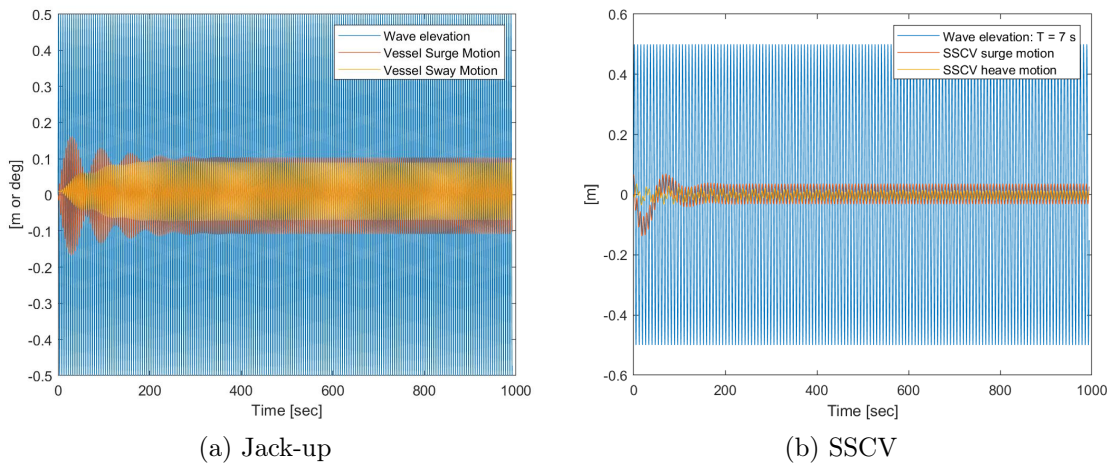 0.5
0.4
0.3
0.2
0.1
0
-0.1
-0.2
-0.3
-0.4
-0.5
[m or deg]
Wave elevation
Vessel Surge Motion
Vessel Sway Motion
0 200 400 600 800 1000
Time [sec]
(a) Jack-up
0.6
0.4
0.2
0
-0.2
-0.4
-0.6
[m]
Wave elevation: T = 7 s
SSCV surge motion
SSCV heave motion
0 200 400 600 800 1000
Time [sec]
(b) SSCV